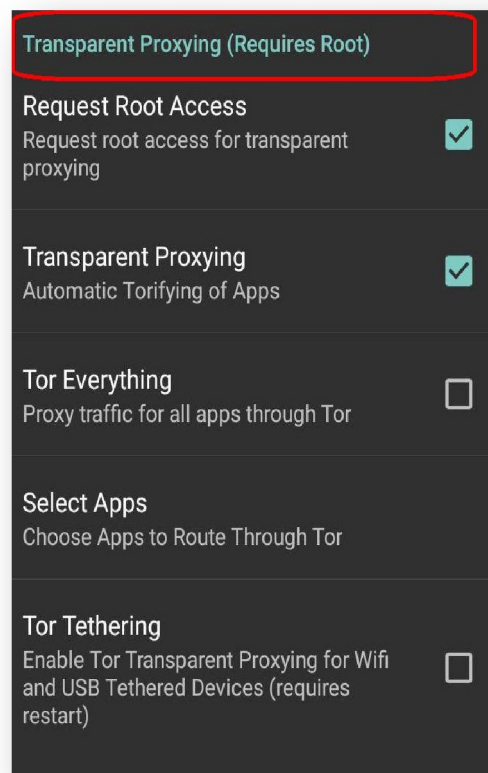 Transparent Proxying (Requires Root)
Request Root Access
Request root access for transparent
proxying
Transparent Proxying
Automatic Torifying of Apps
Tor Everything
Proxy traffic for all apps through Tor
Select Apps
Choose Apps to Route Through Tor
Tor Tethering
Enable Tor Transparent Proxying for Wifi
and USB Tethered Devices (requires
restart)